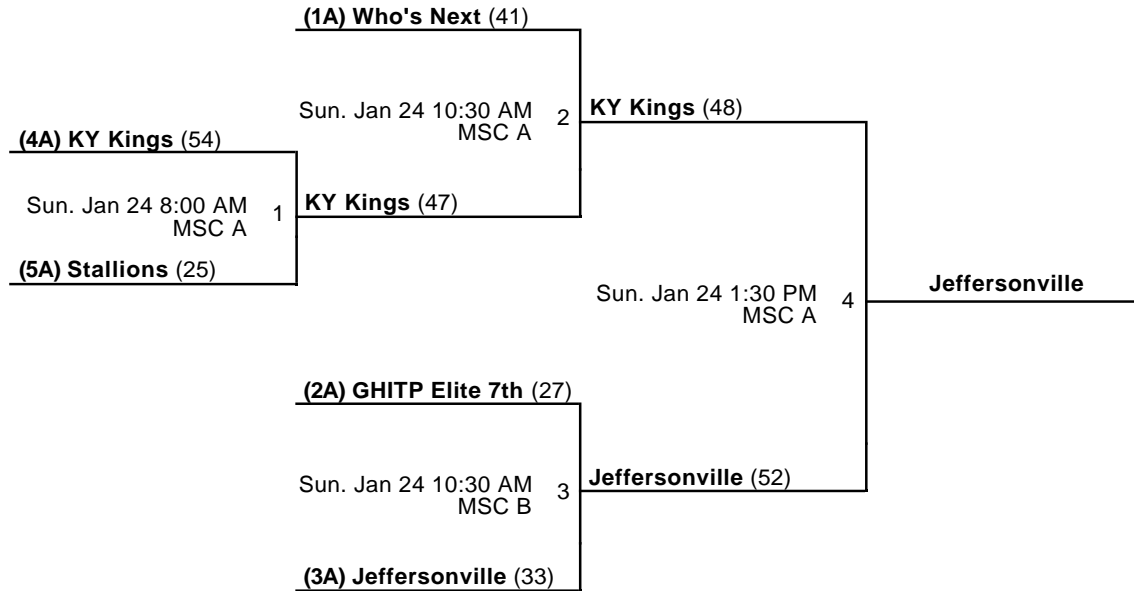 (1A) Who's Next (41)
Sun. Jan 24 10:30 AM 2
MSC A
KY Kings (48)
(4A) KY Kings (54)
Sun. Jan 24 8:00 AM 1
MSC A
KY Kings (47)
(5A) Stallions (25)
Sun. Jan 24 1:30 PM 4
MSC A
Jeffersonville
(2A) GHITP Elite 7th (27)
Sun. Jan 24 10:30 AM 3
MSC B
Jeffersonville (52)
(3A) Jeffersonville (33)